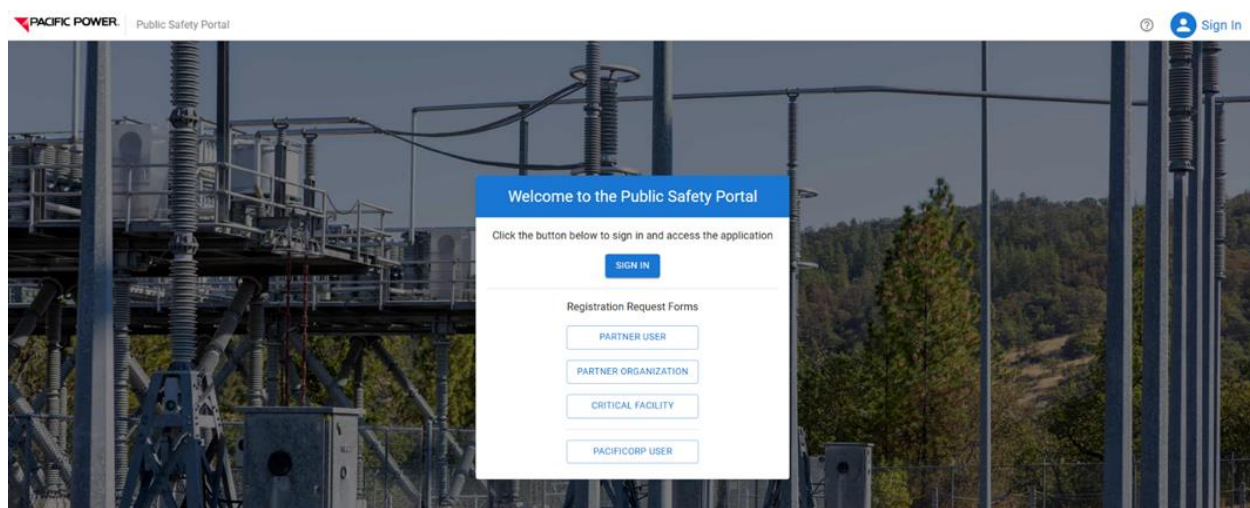 PACIFIC POWER.
Public Safety Portal
Sign In
Welcome to the Public Safety Portal
Click the button below to sign in and access the application
SIGN IN
Registration Request Forms
PARTNER USER
PARTNER ORGANIZATION
CRITICAL FACILITY
PACIFICORP USER